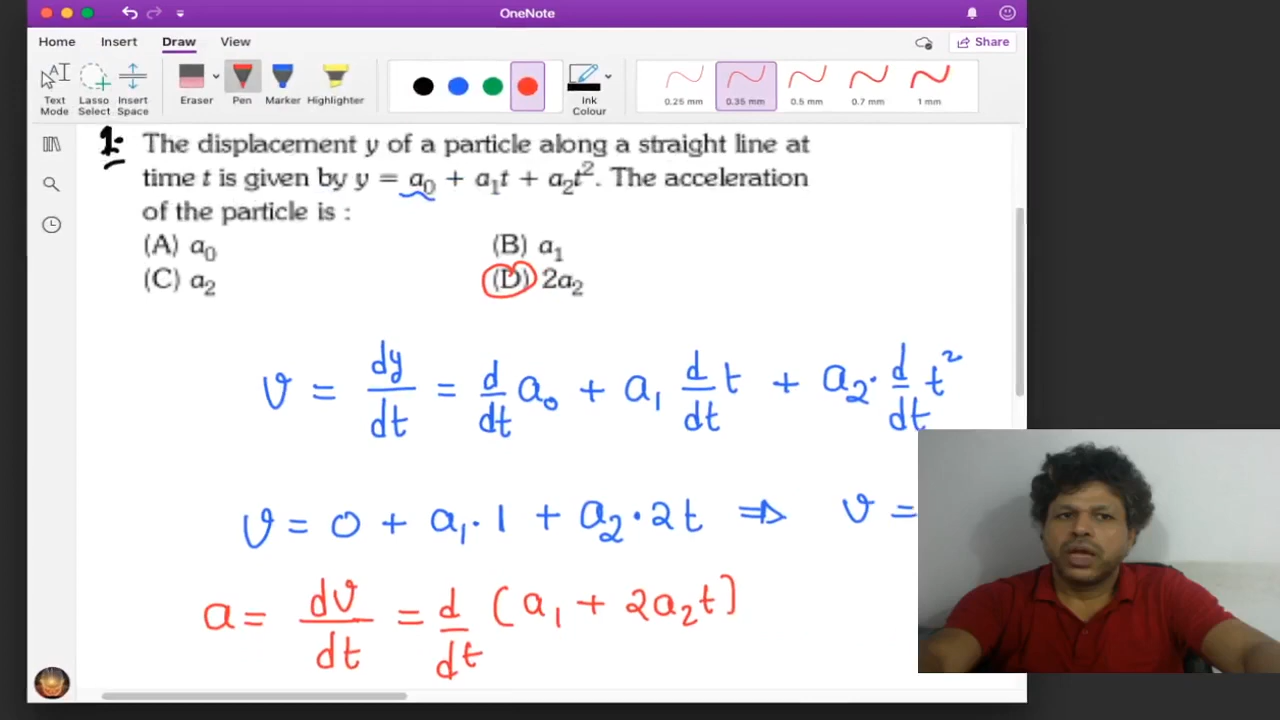 OneNote
Home Insert Draw View Share
Text Mode Lasso Select Insert Space Eraser Pen Marker Highlighter Ink Colour 0.25 mm 0.35 mm 0.5 mm 0.7 mm 1 mm
1. The displacement y of a particle along a straight line at
time t is given by y = a₀ + a₁t + a₂t². The acceleration
of the particle is :
(A) a₀ (B) a₁
(C) a₂ (D) 2a₂
v = dy/dt = d/dt a₀ + a₁ d/dt t + a₂ · d/dt t²
v = 0 + a₁ · 1 + a₂ · 2t ⇒ v =
a = dv/dt = d/dt (a₁ + 2a₂t)